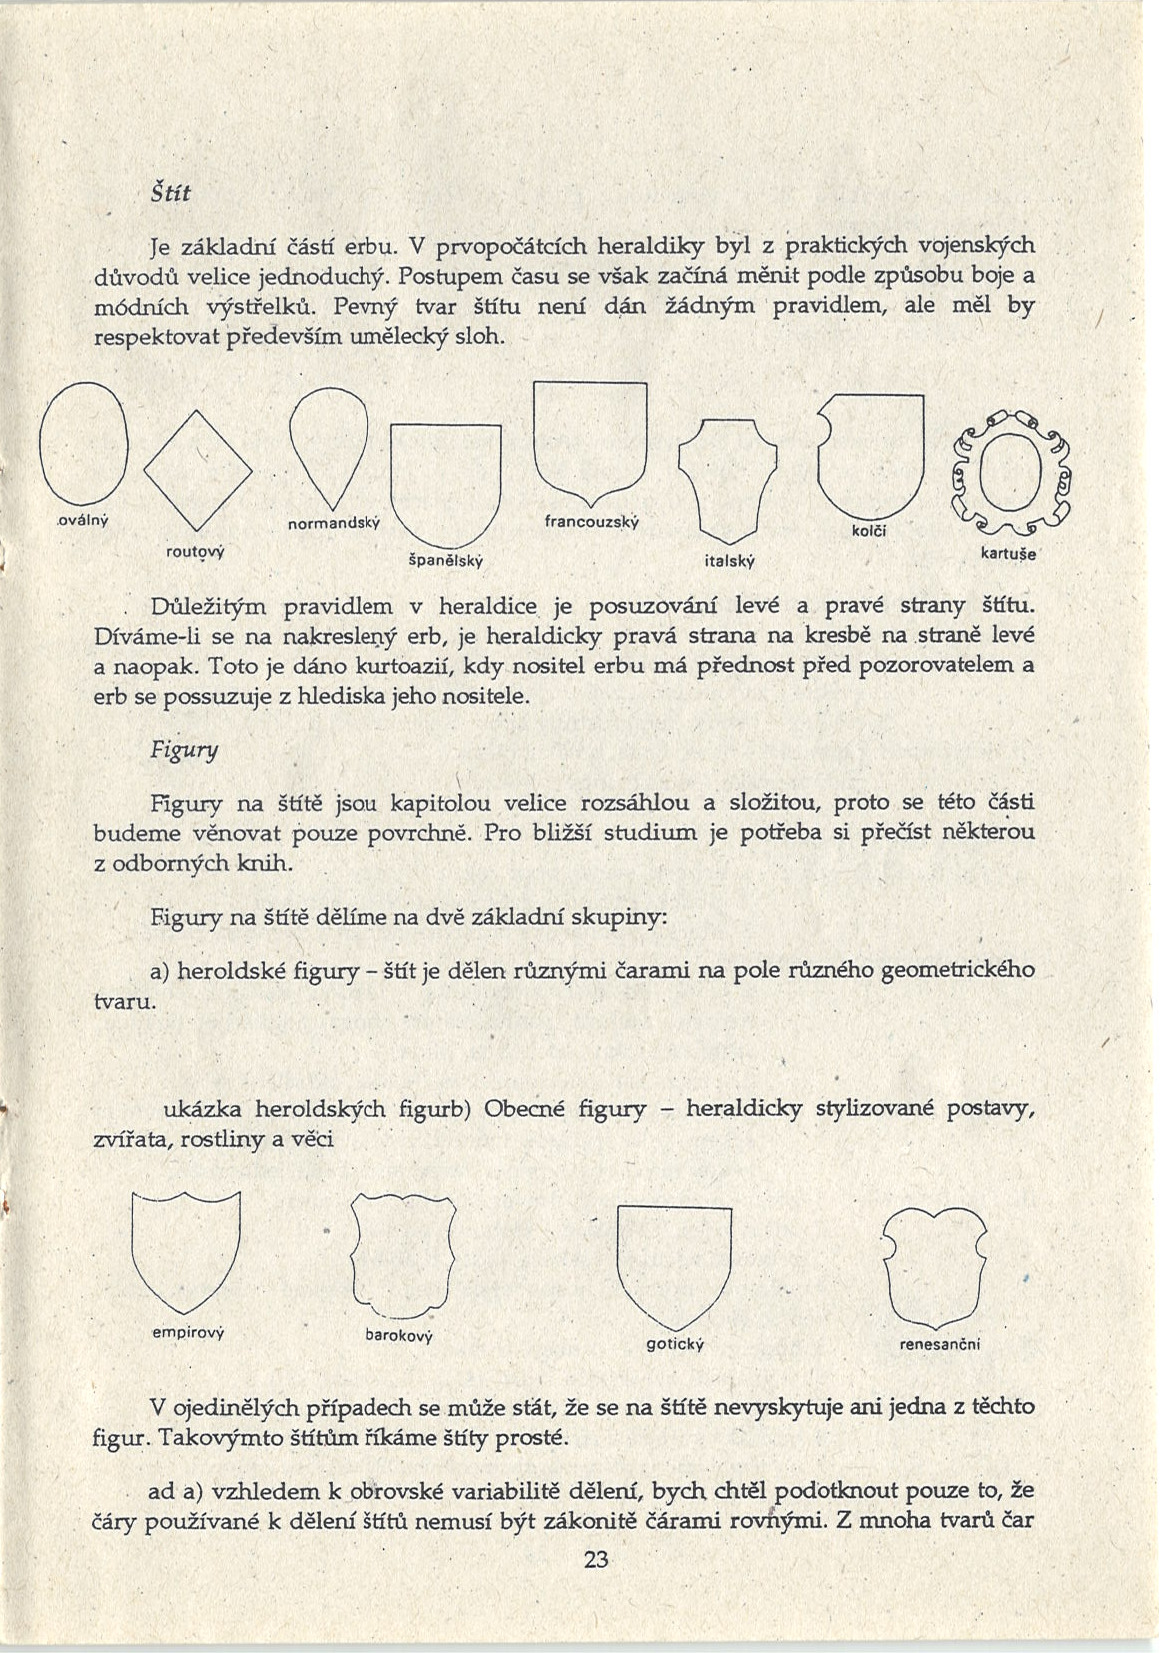 Štít
Je základní částí erbu. V prvopočátcích heraldiky byl z praktických vojenských
důvodů velice jednoduchý. Postupem času se však začíná měnit podle způsobu boje a
módních výstřelků. Pevný tvar štítu není dán žádným pravidlem, ale měl by
respektovat především umělecký sloh.
oválný
routový
normandský
španělský
francouzský
italský
kolčí
kartuše
Důležitým pravidlem v heraldice je posuzování levé a pravé strany štítu.
Díváme-li se na nakreslený erb, je heraldicky pravá strana na kresbě na straně levé
a naopak. Toto je dáno kurtoazií, kdy nositel erbu má přednost před pozorovatelem a
erb se possuzuje z hlediska jeho nositele.
Figury
Figury na štítě jsou kapitolou velice rozsáhlou a složitou, proto se této části
budeme věnovat pouze povrchně. Pro bližší studium je potřeba si přečíst některou
z odborných knih.
Figury na štítě dělíme na dvě základní skupiny:
a) heroldské figury – štít je dělen různými čarami na pole různého geometrického
tvaru.
ukázka heroldských figurb) Obecné figury – heraldicky stylizované postavy,
zvířata, rostliny a věci
empirový
barokový
gotický
renesanční
V ojedinělých případech se může stát, že se na štítě nevyskytuje ani jedna z těchto
figur. Takovýmto štítům říkáme štíty prosté.
ad a) vzhledem k obrovské variabilitě dělení, bych chtěl podotknout pouze to, že
čáry používané k dělení štítů nemusí být zákonitě čárami rovnými. Z mnoha tvarů čar
23